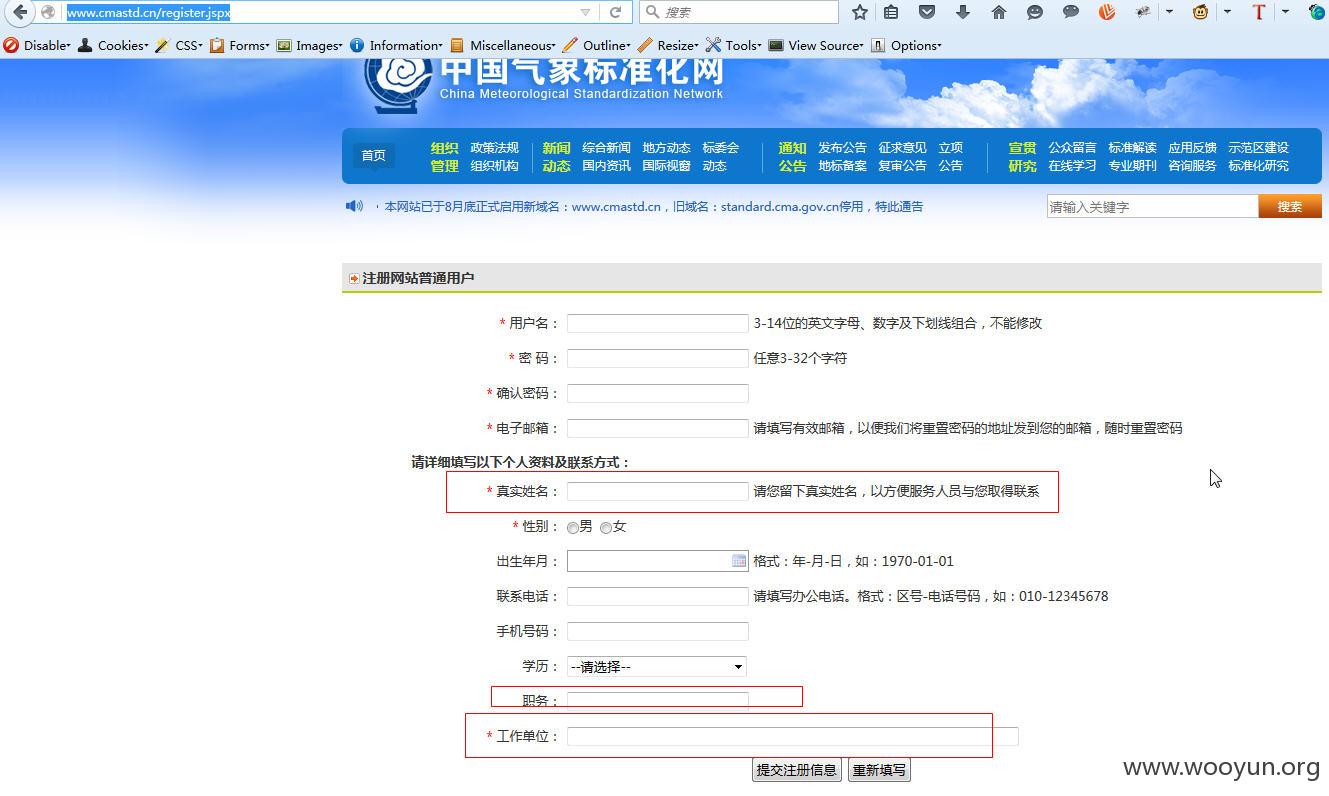 www.cmastd.cn/register.jspx
搜索
Disable Cookies CSS Forms Images Information Miscellaneous Outline Resize Tools View Source Options
中国气象标准化网
China Meteorological Standardization Network
首页
组织管理 政策法规 组织机构
新闻动态 综合新闻 地方动态 标委会 国内资讯 国际视窗 动态
通知公告 发布公告 征求意见 立项 地标备案 复审公告 公告
宣贯研究 公众留言 标准解读 应用反馈 示范区建设 在线学习 专业期刊 咨询服务 标准化研究
· 本网站已于8月底正式启用新域名：www.cmastd.cn，旧域名：standard.cma.gov.cn停用，特此通告
请输入关键字 搜索
注册网站普通用户
* 用户名： 3-14位的英文字母、数字及下划线组合，不能修改
* 密 码： 任意3-32个字符
* 确认密码：
* 电子邮箱： 请填写有效邮箱，以便我们将重置密码的地址发到您的邮箱，随时重置密码
请详细填写以下个人资料及联系方式：
* 真实姓名： 请您留下真实姓名，以方便服务人员与您取得联系
* 性别： 男 女
出生年月： 格式：年-月-日，如：1970-01-01
联系电话： 请填写办公电话。格式：区号-电话号码，如：010-12345678
手机号码：
学历： --请选择--
职务：
* 工作单位：
提交注册信息 重新填写
www.wooyun.org